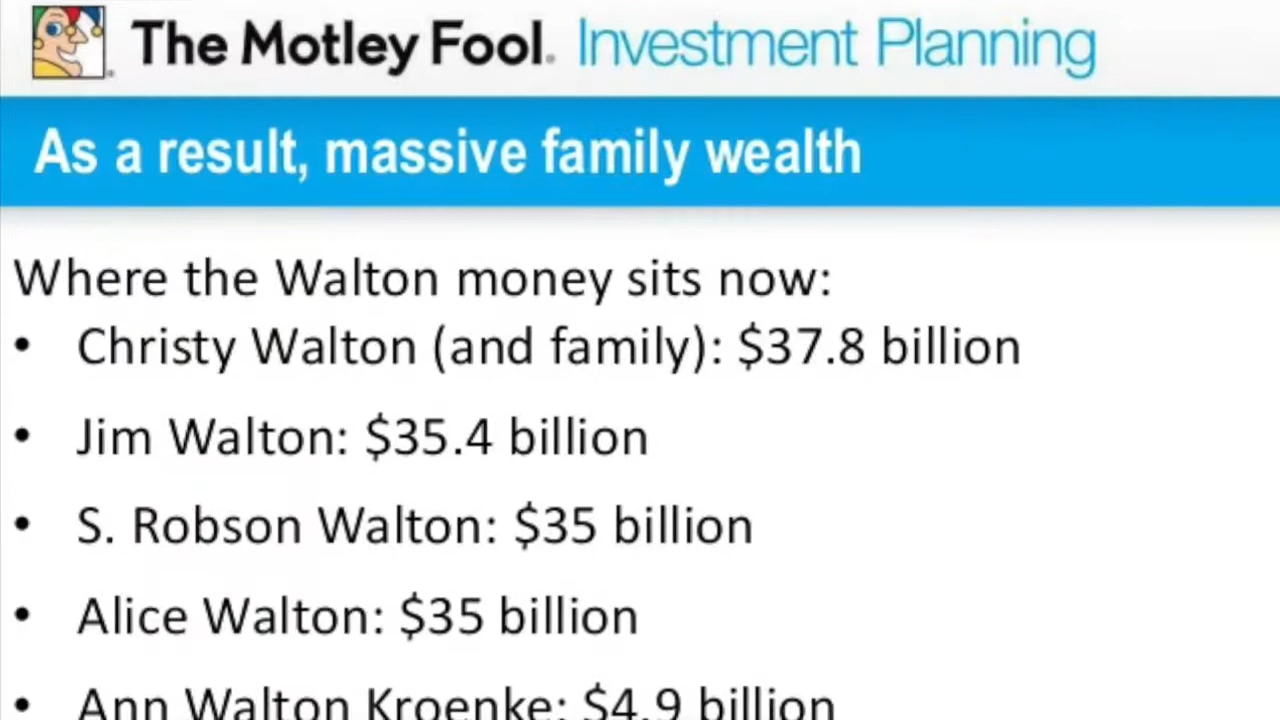 The Motley Fool. Investment Planning
As a result, massive family wealth
Where the Walton money sits now:
• Christy Walton (and family): $37.8 billion
• Jim Walton: $35.4 billion
• S. Robson Walton: $35 billion
• Alice Walton: $35 billion
• Ann Walton Kroenke: $4.9 billion